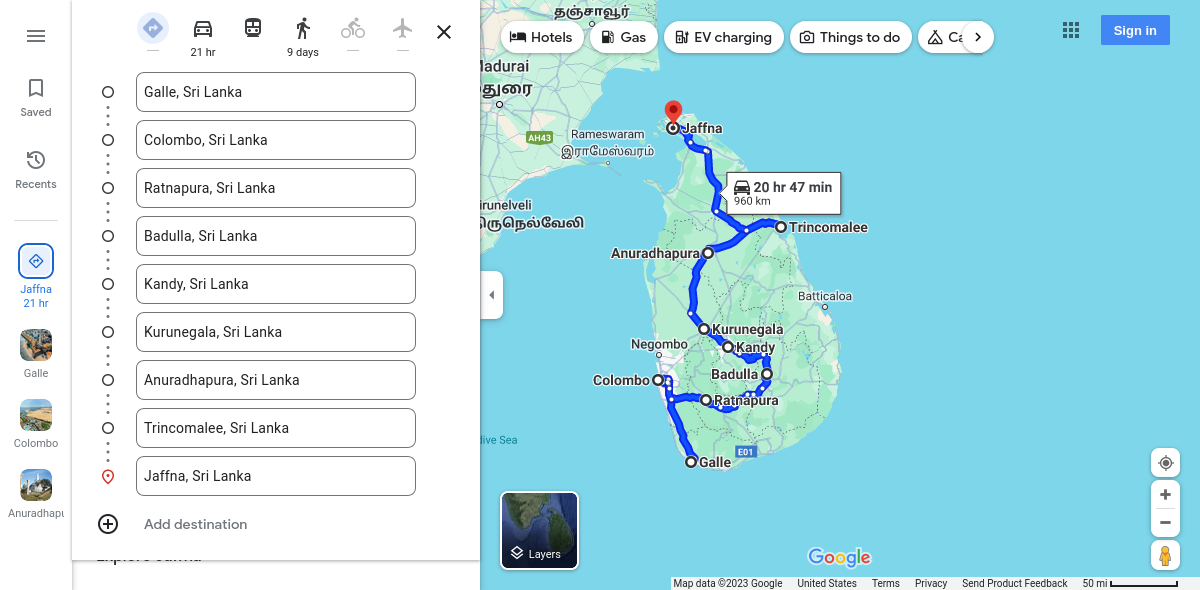 21 hr
9 days
Saved
Recents
Jaffna
21 hr
Galle
Colombo
Anuradhapu
Galle, Sri Lanka
Colombo, Sri Lanka
Ratnapura, Sri Lanka
Badulla, Sri Lanka
Kandy, Sri Lanka
Kurunegala, Sri Lanka
Anuradhapura, Sri Lanka
Trincomalee, Sri Lanka
Jaffna, Sri Lanka
Add destination
Hotels
Gas
EV charging
Things to do
Ca
Sign in
தஞ்சாவூர்
Madurai
துரை
AH43
Rameswaram
இராமேஸ்வரம்
irunelveli
திருநெல்வேலி
Jaffna
20 hr 47 min
960 km
Trincomalee
Anuradhapura
Batticaloa
Kurunegala
Negombo
Kandy
Colombo
Badulla
Ratnapura
dive Sea
E01
Galle
Layers
Google
Map data ©2023 Google
United States
Terms
Privacy
Send Product Feedback
50 mi